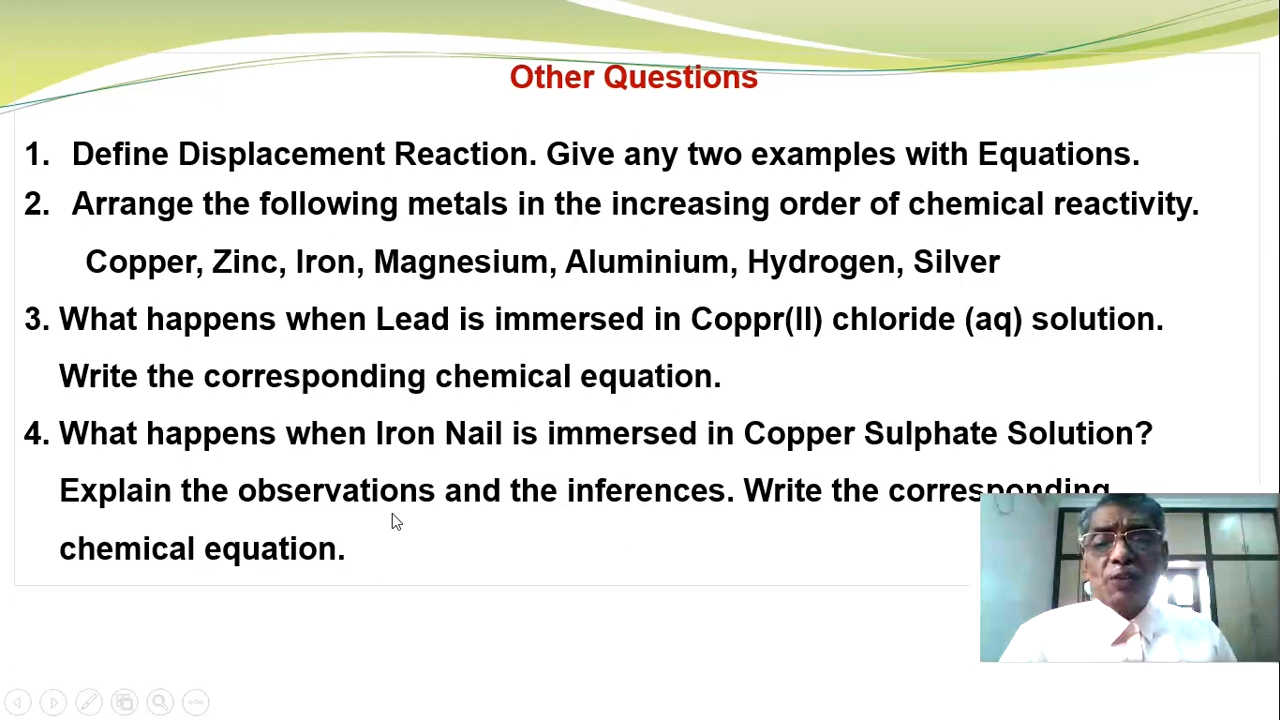 Other Questions
1. Define Displacement Reaction. Give any two examples with Equations.
2. Arrange the following metals in the increasing order of chemical reactivity.
Copper, Zinc, Iron, Magnesium, Aluminium, Hydrogen, Silver
3. What happens when Lead is immersed in Coppr(II) chloride (aq) solution.
Write the corresponding chemical equation.
4. What happens when Iron Nail is immersed in Copper Sulphate Solution?
Explain the observations and the inferences. Write the corresponding
chemical equation.